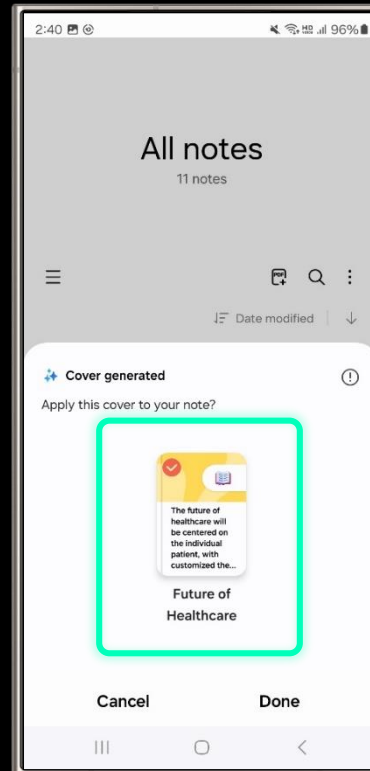 2:40 96%
All notes
11 notes
PDF
Date modified
Cover generated
Apply this cover to your note?
The future of
healthcare will
be centered on
the individual
patient, with
customized the...
Future of
Healthcare
Cancel Done